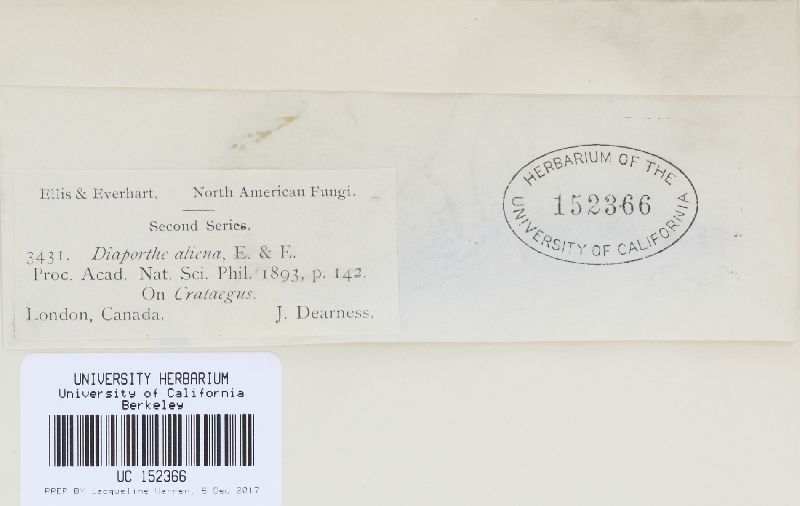 Ellis & Everhart. North American Fungi.
Second Series.
3431. Diaporthe aliena, E. & E.
Proc. Acad. Nat. Sci. Phil. 1893, p. 142.
On Crataegus.
London, Canada. J. Dearness.
HERBARIUM OF THE
152366
UNIVERSITY OF CALIFORNIA
UNIVERSITY HERBARIUM
University of California
Berkeley
UC 152366
PREP BY Jacqueline Warren, 5 Dec 2017